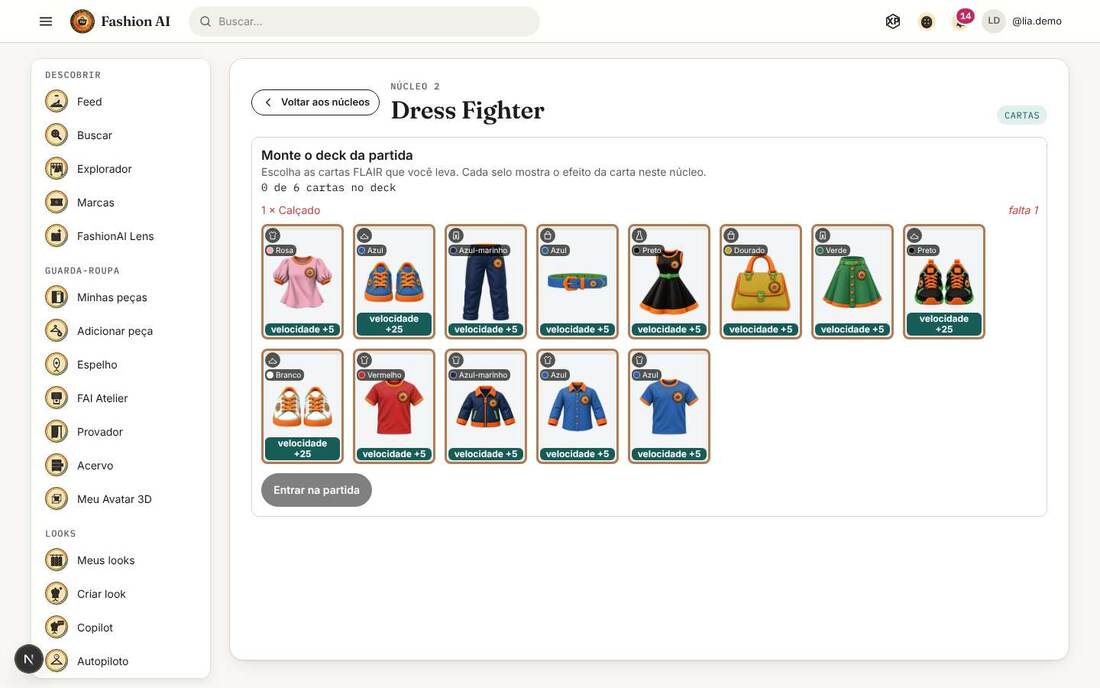 Fashion AI
Buscar...
XP
14
LD
@lia.demo
DESCOBRIR
Feed
Buscar
Explorador
Marcas
FashionAI Lens
GUARDA-ROUPA
Minhas peças
Adicionar peça
Espelho
FAI Atelier
Provador
Acervo
Meu Avatar 3D
LOOKS
Meus looks
Criar look
Copilot
Autopiloto
N
Voltar aos núcleos
NÚCLEO 2
Dress Fighter
CARTAS
Monte o deck da partida
Escolha as cartas FLAIR que você leva. Cada selo mostra o efeito da carta neste núcleo.
0 de 6 cartas no deck
1 × Calçado
falta 1
Rosa
velocidade +5
Azul
velocidade
+25
Azul-marinho
velocidade +5
Azul
velocidade +5
Preto
velocidade +5
Dourado
velocidade +5
Verde
velocidade +5
Preto
velocidade
+25
Branco
velocidade
+25
Vermelho
velocidade +5
Azul-marinho
velocidade +5
Azul
velocidade +5
Azul
velocidade +5
Entrar na partida